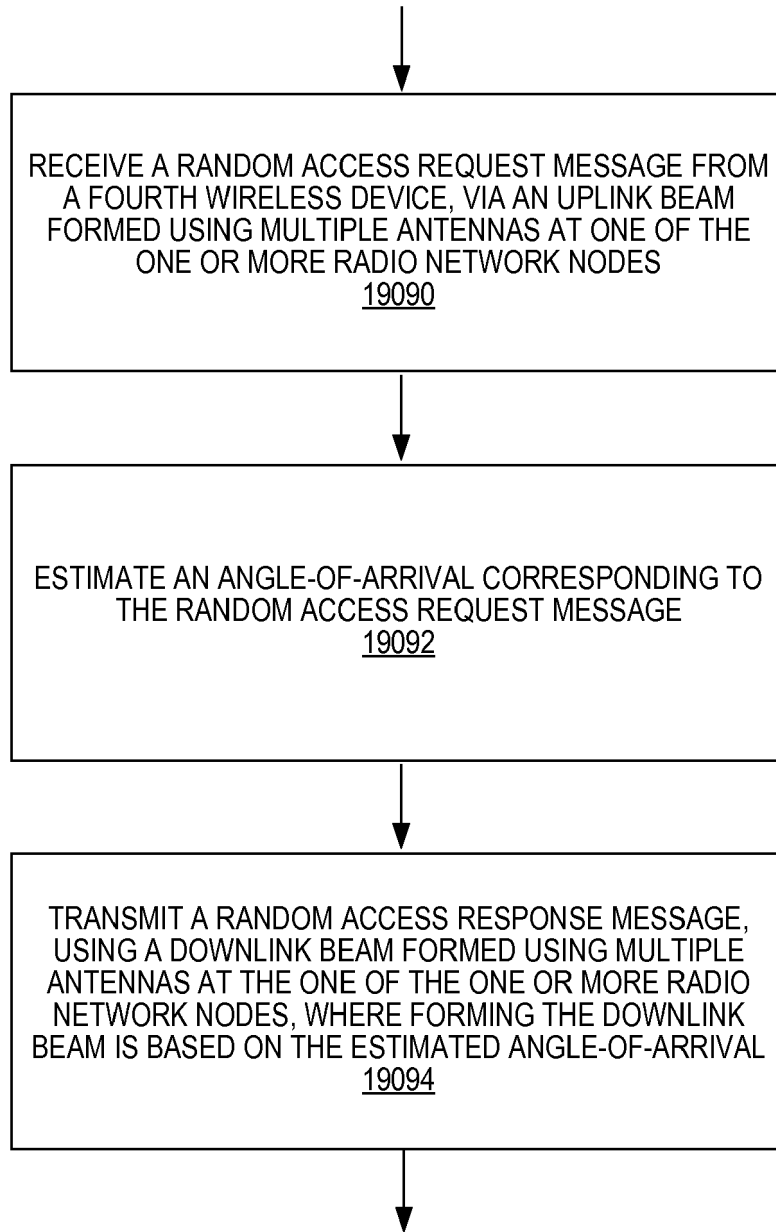 RECEIVE A RANDOM ACCESS REQUEST MESSAGE FROM
A FOURTH WIRELESS DEVICE, VIA AN UPLINK BEAM
FORMED USING MULTIPLE ANTENNAS AT ONE OF THE
ONE OR MORE RADIO NETWORK NODES
19090
ESTIMATE AN ANGLE-OF-ARRIVAL CORRESPONDING TO
THE RANDOM ACCESS REQUEST MESSAGE
19092
TRANSMIT A RANDOM ACCESS RESPONSE MESSAGE,
USING A DOWNLINK BEAM FORMED USING MULTIPLE
ANTENNAS AT THE ONE OF THE ONE OR MORE RADIO
NETWORK NODES, WHERE FORMING THE DOWNLINK
BEAM IS BASED ON THE ESTIMATED ANGLE-OF-ARRIVAL
19094